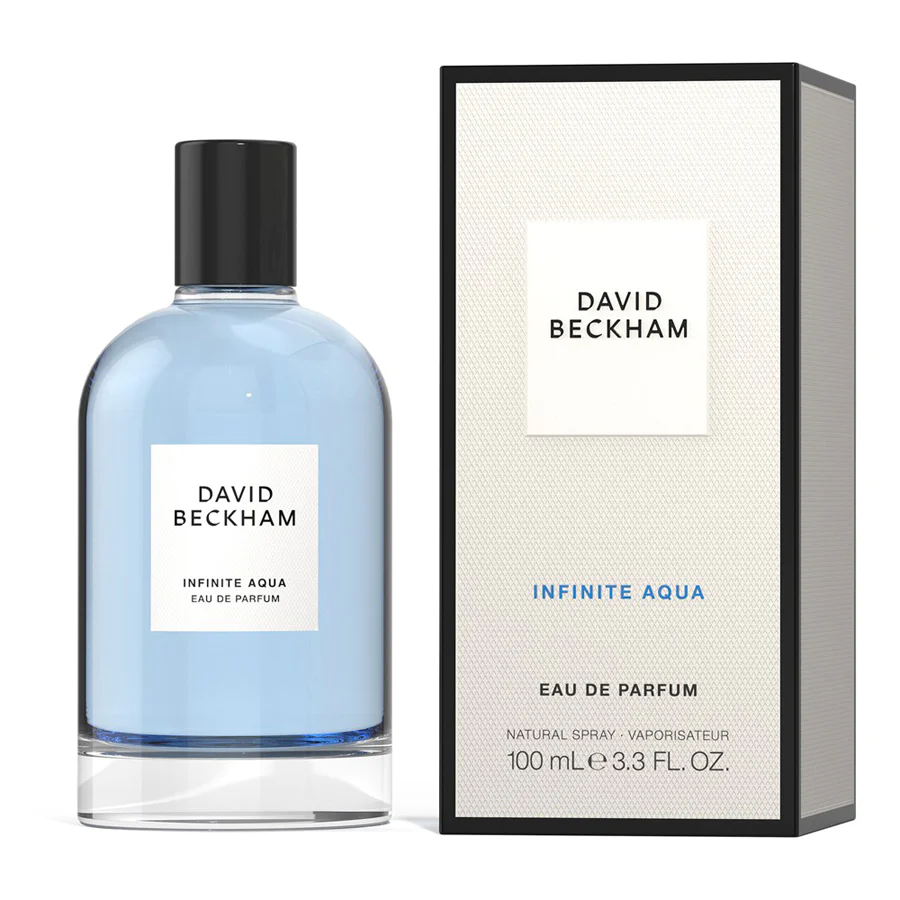 DAVID
BECKHAM
INFINITE AQUA
EAU DE PARFUM
DAVID
BECKHAM
INFINITE AQUA
EAU DE PARFUM
NATURAL SPRAY · VAPORISATEUR
100 mL ℮ 3.3 FL. OZ.